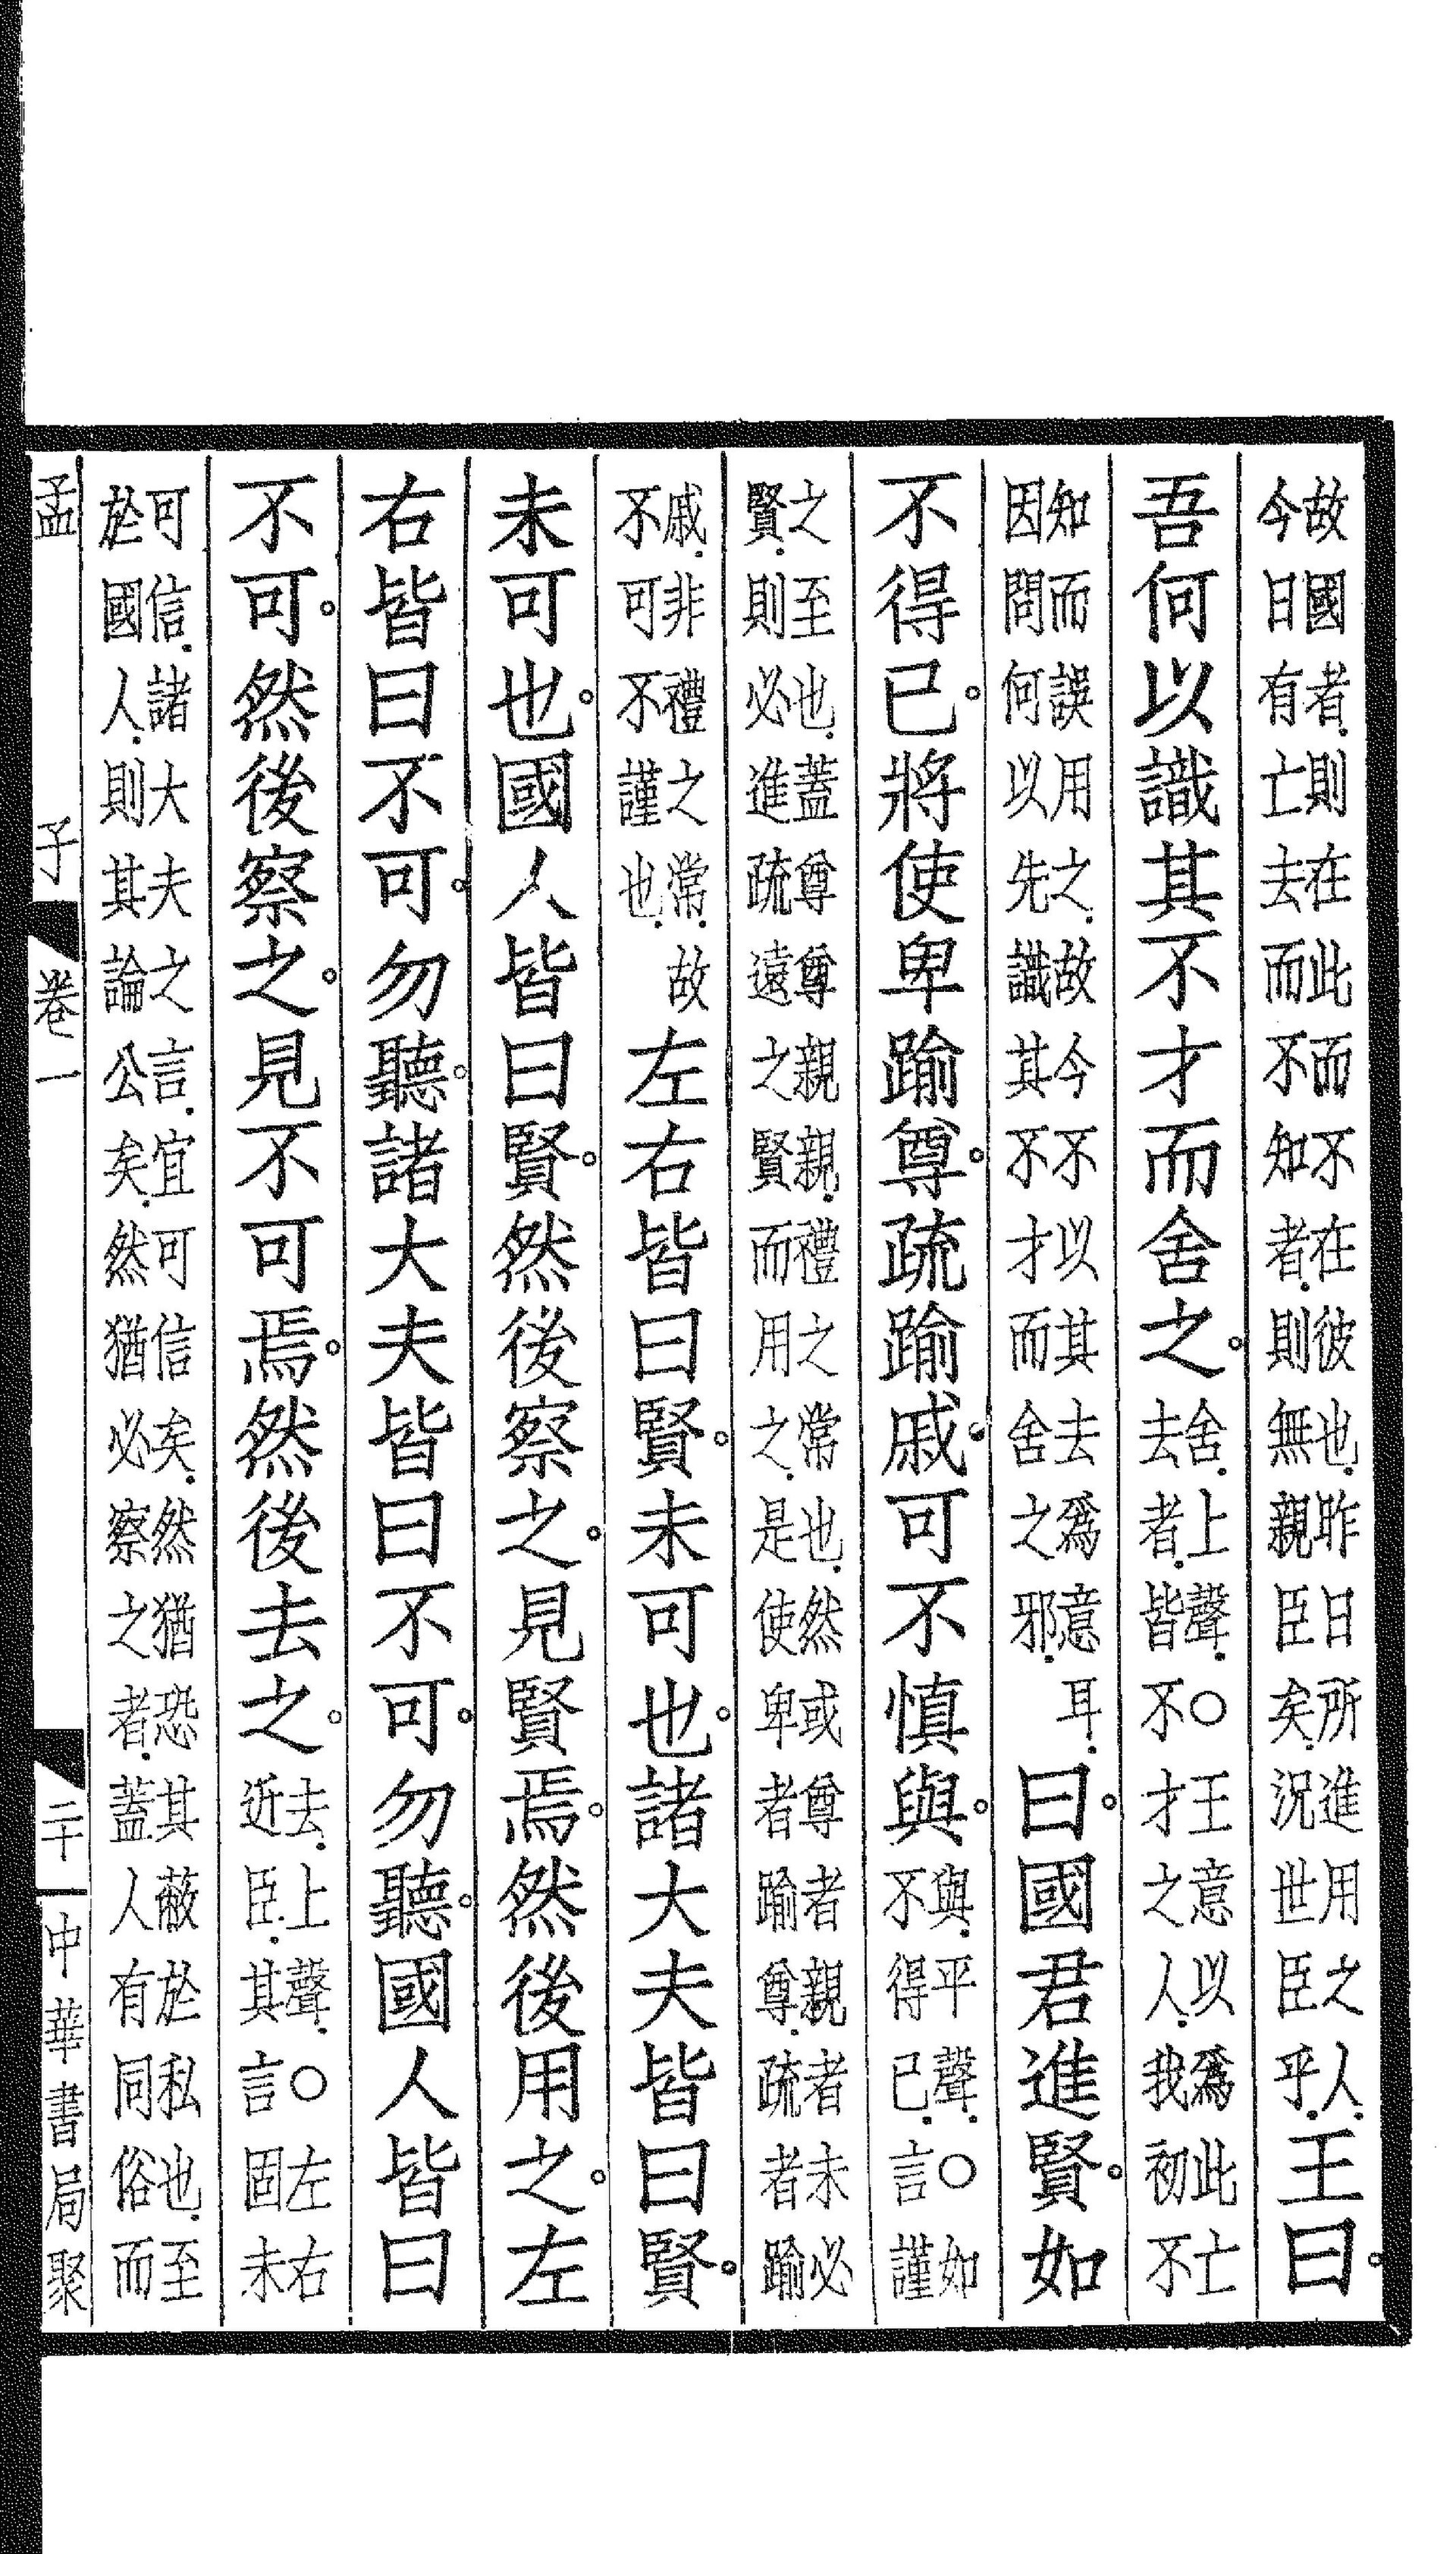 故國者．則在此而不在彼也．昨日所進用之人．今日有亡去而不知者．則無親臣矣．況世臣乎．王曰。
吾何以識其不才而舍之。舍．上聲．○王意以爲此亡去者．皆不才之人．我初不
知而誤用之．故今不以其去爲意耳．因問何以先識其不才而舍之邪．曰。國君進賢。如
不得已。將使卑踰尊。疏踰戚。可不慎與。與．平聲．○如不得已．言謹
之至也．蓋尊尊親親．禮之常也．然或尊者親者未必賢．則必進疏遠之賢而用之．是使卑者踰尊．疏者踰
戚．非禮之常．故不可不謹也．左右皆曰賢。未可也。諸大夫皆曰賢。
未可也。國人皆曰賢。然後察之。見賢焉。然後用之。左
右皆曰不可。勿聽。諸大夫皆曰不可。勿聽。國人皆曰
不可。然後察之。見不可焉。然後去之。去．上聲．○左右近臣．其言固未
可信．諸大夫之言．宜可信矣．然猶恐其蔽於私也．至於國人．則其論公矣．然猶必察之者．蓋人有同俗而
孟子 卷一 二十一 中華書局聚